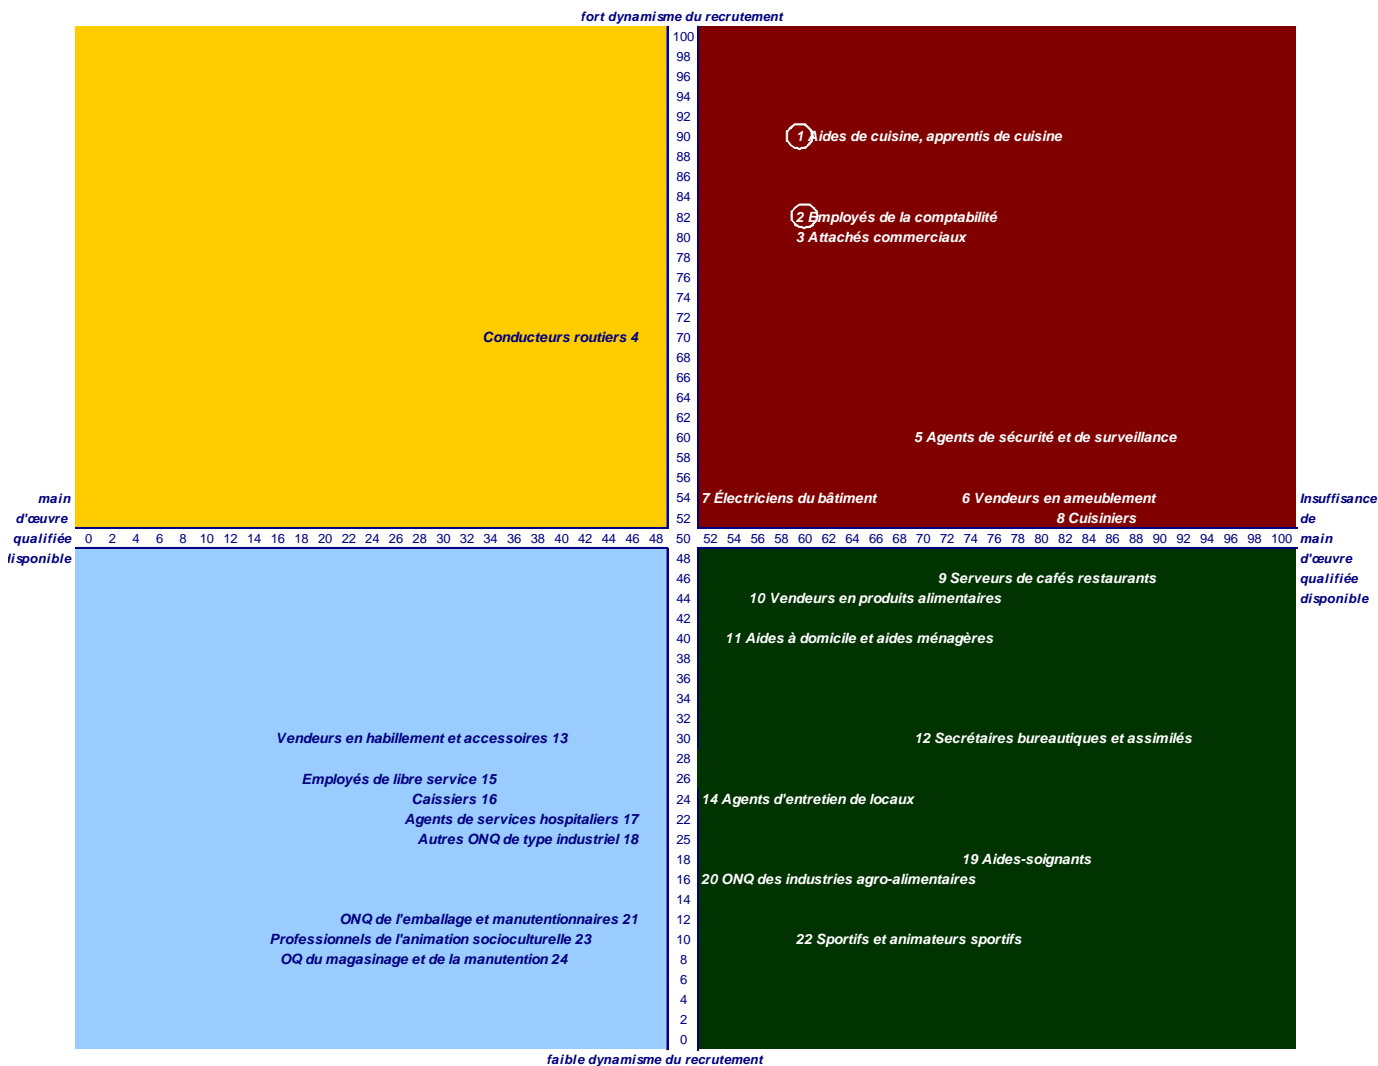 fort dynamisme du recrutement
100
98
96
94
92
90 1 Aides de cuisine, apprentis de cuisine
88
86
84
82 2 Employés de la comptabilité
80 3 Attachés commerciaux
78
76
74
72
Conducteurs routiers 4 70
68
66
64
62
60 5 Agents de sécurité et de surveillance
58
56
main 54 7 Électriciens du bâtiment 6 Vendeurs en ameublement Insuffisance
d'œuvre 52 8 Cuisiniers de
qualifiée 0 2 4 6 8 10 12 14 16 18 20 22 24 26 28 30 32 34 36 38 40 42 44 46 48 50 52 54 56 58 60 62 64 66 68 70 72 74 76 78 80 82 84 86 88 90 92 94 96 98 100 main
lisponible 48 d'œuvre
46 9 Serveurs de cafés restaurants qualifiée
44 10 Vendeurs en produits alimentaires disponible
42
40 11 Aides à domicile et aides ménagères
38
36
34
32
Vendeurs en habillement et accessoires 13 30 12 Secrétaires bureautiques et assimilés
28
Employés de libre service 15 26
Caissiers 16 24 14 Agents d'entretien de locaux
Agents de services hospitaliers 17 22
Autres ONQ de type industriel 18 25
18 19 Aides-soignants
16 20 ONQ des industries agro-alimentaires
14
ONQ de l'emballage et manutentionnaires 21 12
Professionnels de l'animation socioculturelle 23 10 22 Sportifs et animateurs sportifs
OQ du magasinage et de la manutention 24 8
6
4
2
0
faible dynamisme du recrutement